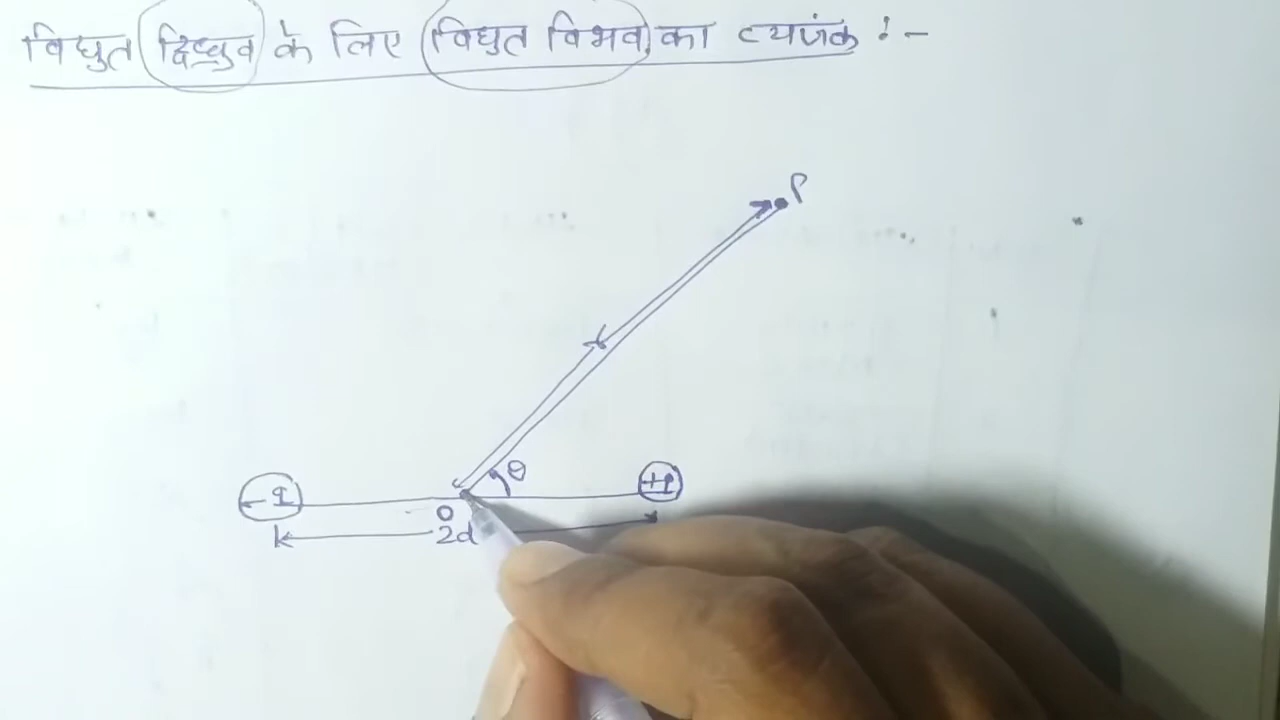 विद्युत द्विध्रुव के लिए विद्युत विभव का व्यंजक :-
P
r
θ
-q +q
O
2d